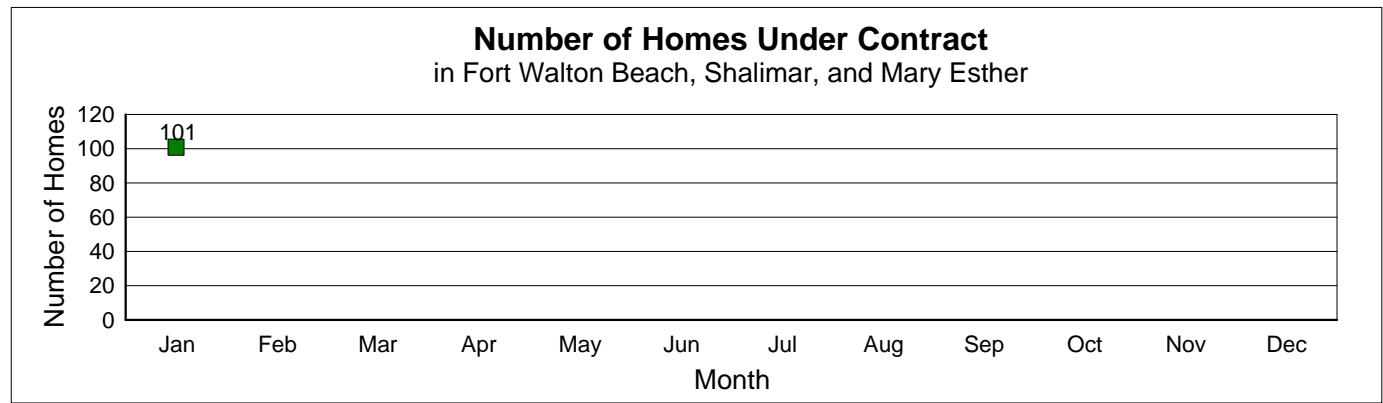 Number of Homes Under Contract
in Fort Walton Beach, Shalimar, and Mary Esther
Number of Homes
120
100
80
60
40
20
0
101
Jan Feb Mar Apr May Jun Jul Aug Sep Oct Nov Dec
Month